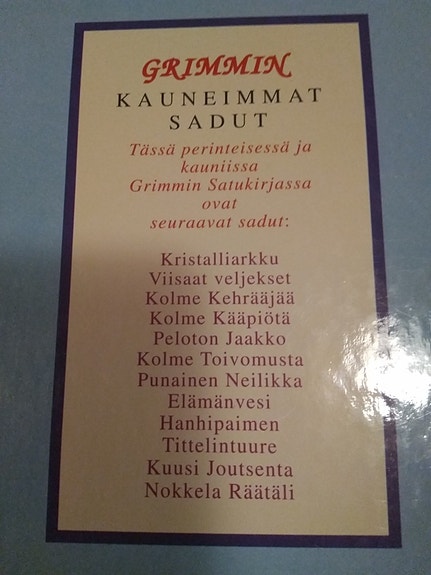 GRIMMIN
KAUNEIMMAT
SADUT
Tässä perinteisessä ja
kauniissa
Grimmin Satukirjassa
ovat
seuraavat sadut:
Kristalliarkku
Viisaat veljekset
Kolme Kehrääjää
Kolme Kääpiötä
Peloton Jaakko
Kolme Toivomusta
Punainen Neilikka
Elämänvesi
Hanhipaimen
Tittelintuure
Kuusi Joutsenta
Nokkela Räätäli